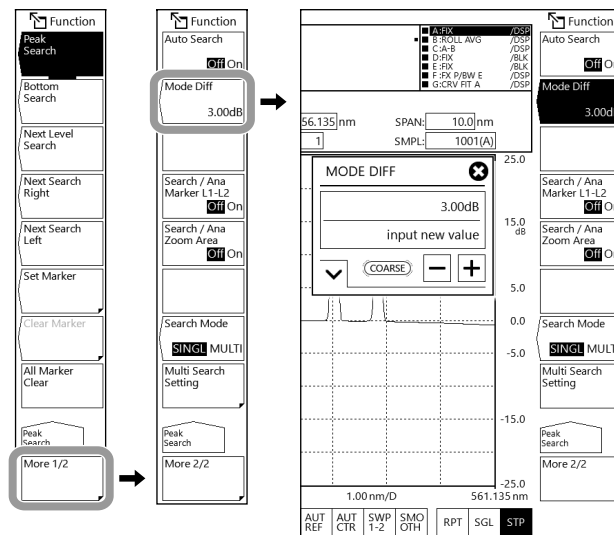 Function
Peak
Search
Bottom
Search
Next Level
Search
Next Search
Right
Next Search
Left
Set Marker
Clear Marker
All Marker
Clear
Peak
Search
More 1/2
Function
Auto Search
Off On
Mode Diff
3.00dB
Search / Ana
Marker L1-L2
Off On
Search / Ana
Zoom Area
Off On
Search Mode
SINGL MULTI
Multi Search
Setting
Peak
Search
More 2/2
A:FIX /DSP
B:ROLL AVG /DSP
C:A-B /DSP
D:FIX /BLK
E:FIX /BLK
F:FX P/BW E /DSP
G:CRV FIT A /DSP
56.135 nm SPAN: 10.0 nm
1 SMPL: 1001(A)
MODE DIFF
3.00dB
input new value
COARSE
25.0
15.0
dB
5.0
0.0
-5.0
-15.0
-25.0
1.00 nm/D 561.135 nm
AUT
REF
AUT
CTR
SWP
1-2
SMO
OTH
RPT
SGL
STP
Function
Auto Search
Off O
Mode Diff
3.00d
Search / Ana
Marker L1-L2
Off O
Search / Ana
Zoom Area
Off O
Search Mode
SINGL MULT
Multi Search
Setting
Peak
Search
More 2/2